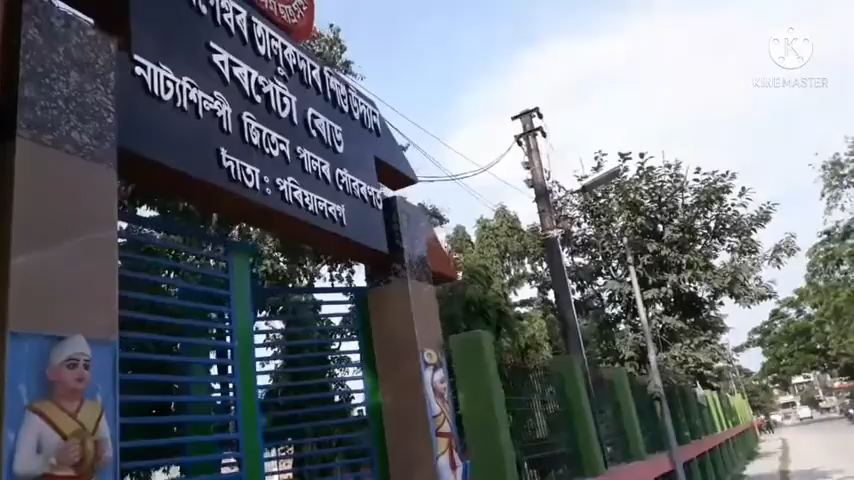 তালুকদাৰ শিশু উদ্যান
বৰপেটা ৰোড
নাট্যশিল্পী জিতেন পালৰ সোঁৱৰণত
দাতা : পৰিয়ালবৰ্গ
KINEMASTER